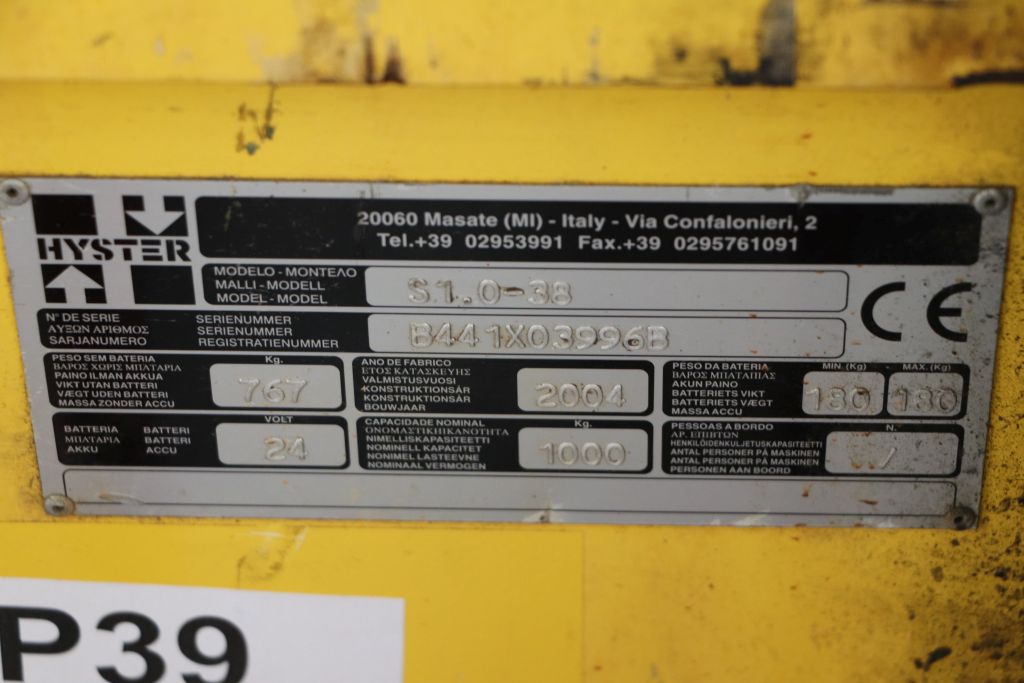 HYSTER
20060 Masate (MI) - Italy - Via Confalonieri, 2
Tel.+39 02953991 Fax.+39 0295761091
MODELO - ΜΟΝΤΕΛΟ
MALLI - MODELL
MODEL - MODEL
S1.0-38
CE
N° DE SERIE SERIENUMMER
ΑΥΞΩΝ ΑΡΙΘΜΟΣ SERIENUMMER
SARJANUMERO REGISTRATIENUMMER
B441X03996B
PESO SEM BATERIA
ΒΑΡΟΣ ΧΩΡΙΣ ΜΠΑΤΑΡΙΑ
PAINO ILMAN AKKUA
VIKT UTAN BATTERI
VÆGT UDEN BATTERI
MASSA ZONDER ACCU
Kg.
767
ANO DE FABRICO
ΕΤΟΣ ΚΑΤΑΣΚΕΥΗΣ
VALMISTUSVUOSI
KONSTRUKTIONSÅR
KONSTRUKTIONSÅR
BOUWJAAR
2004
PESO DA BATERIA
ΒΑΡΟΣ ΜΠΑΤΑΠΙΑΣ
AKUN PAINO
BATTERIETS VIKT
BATTERIETS VÆGT
MASSA ACCU
MIN. (Kg) MAX. (Kg)
180 180
BATTERIA BATTERI
ΜΠΑΤΑΡΙΑ BATTERI
AKKU ACCU
VOLT
24
CAPACIDADE NOMINAL
ΟΝΟΜΑΣΤΙΚΗΙΚΑΝΟΤΗΤΑ
NIMELLISKAPASITEETTI
NOMINELL KAPACITET
NOMINEL LASTEEVNE
NOMINAAL VERMOGEN
Kg.
1000
PESSOAS A BORDO
ΑΡ. ΕΠΙΒΤΩΝ
HENKILÖIDENKULJETUSKAPASITEETTI
ANTAL PERSONER PÅ MASKINEN
ANTAL PERSONER PÅ MASKINEN
PERSONEN AAN BOORD
N.
/
P39